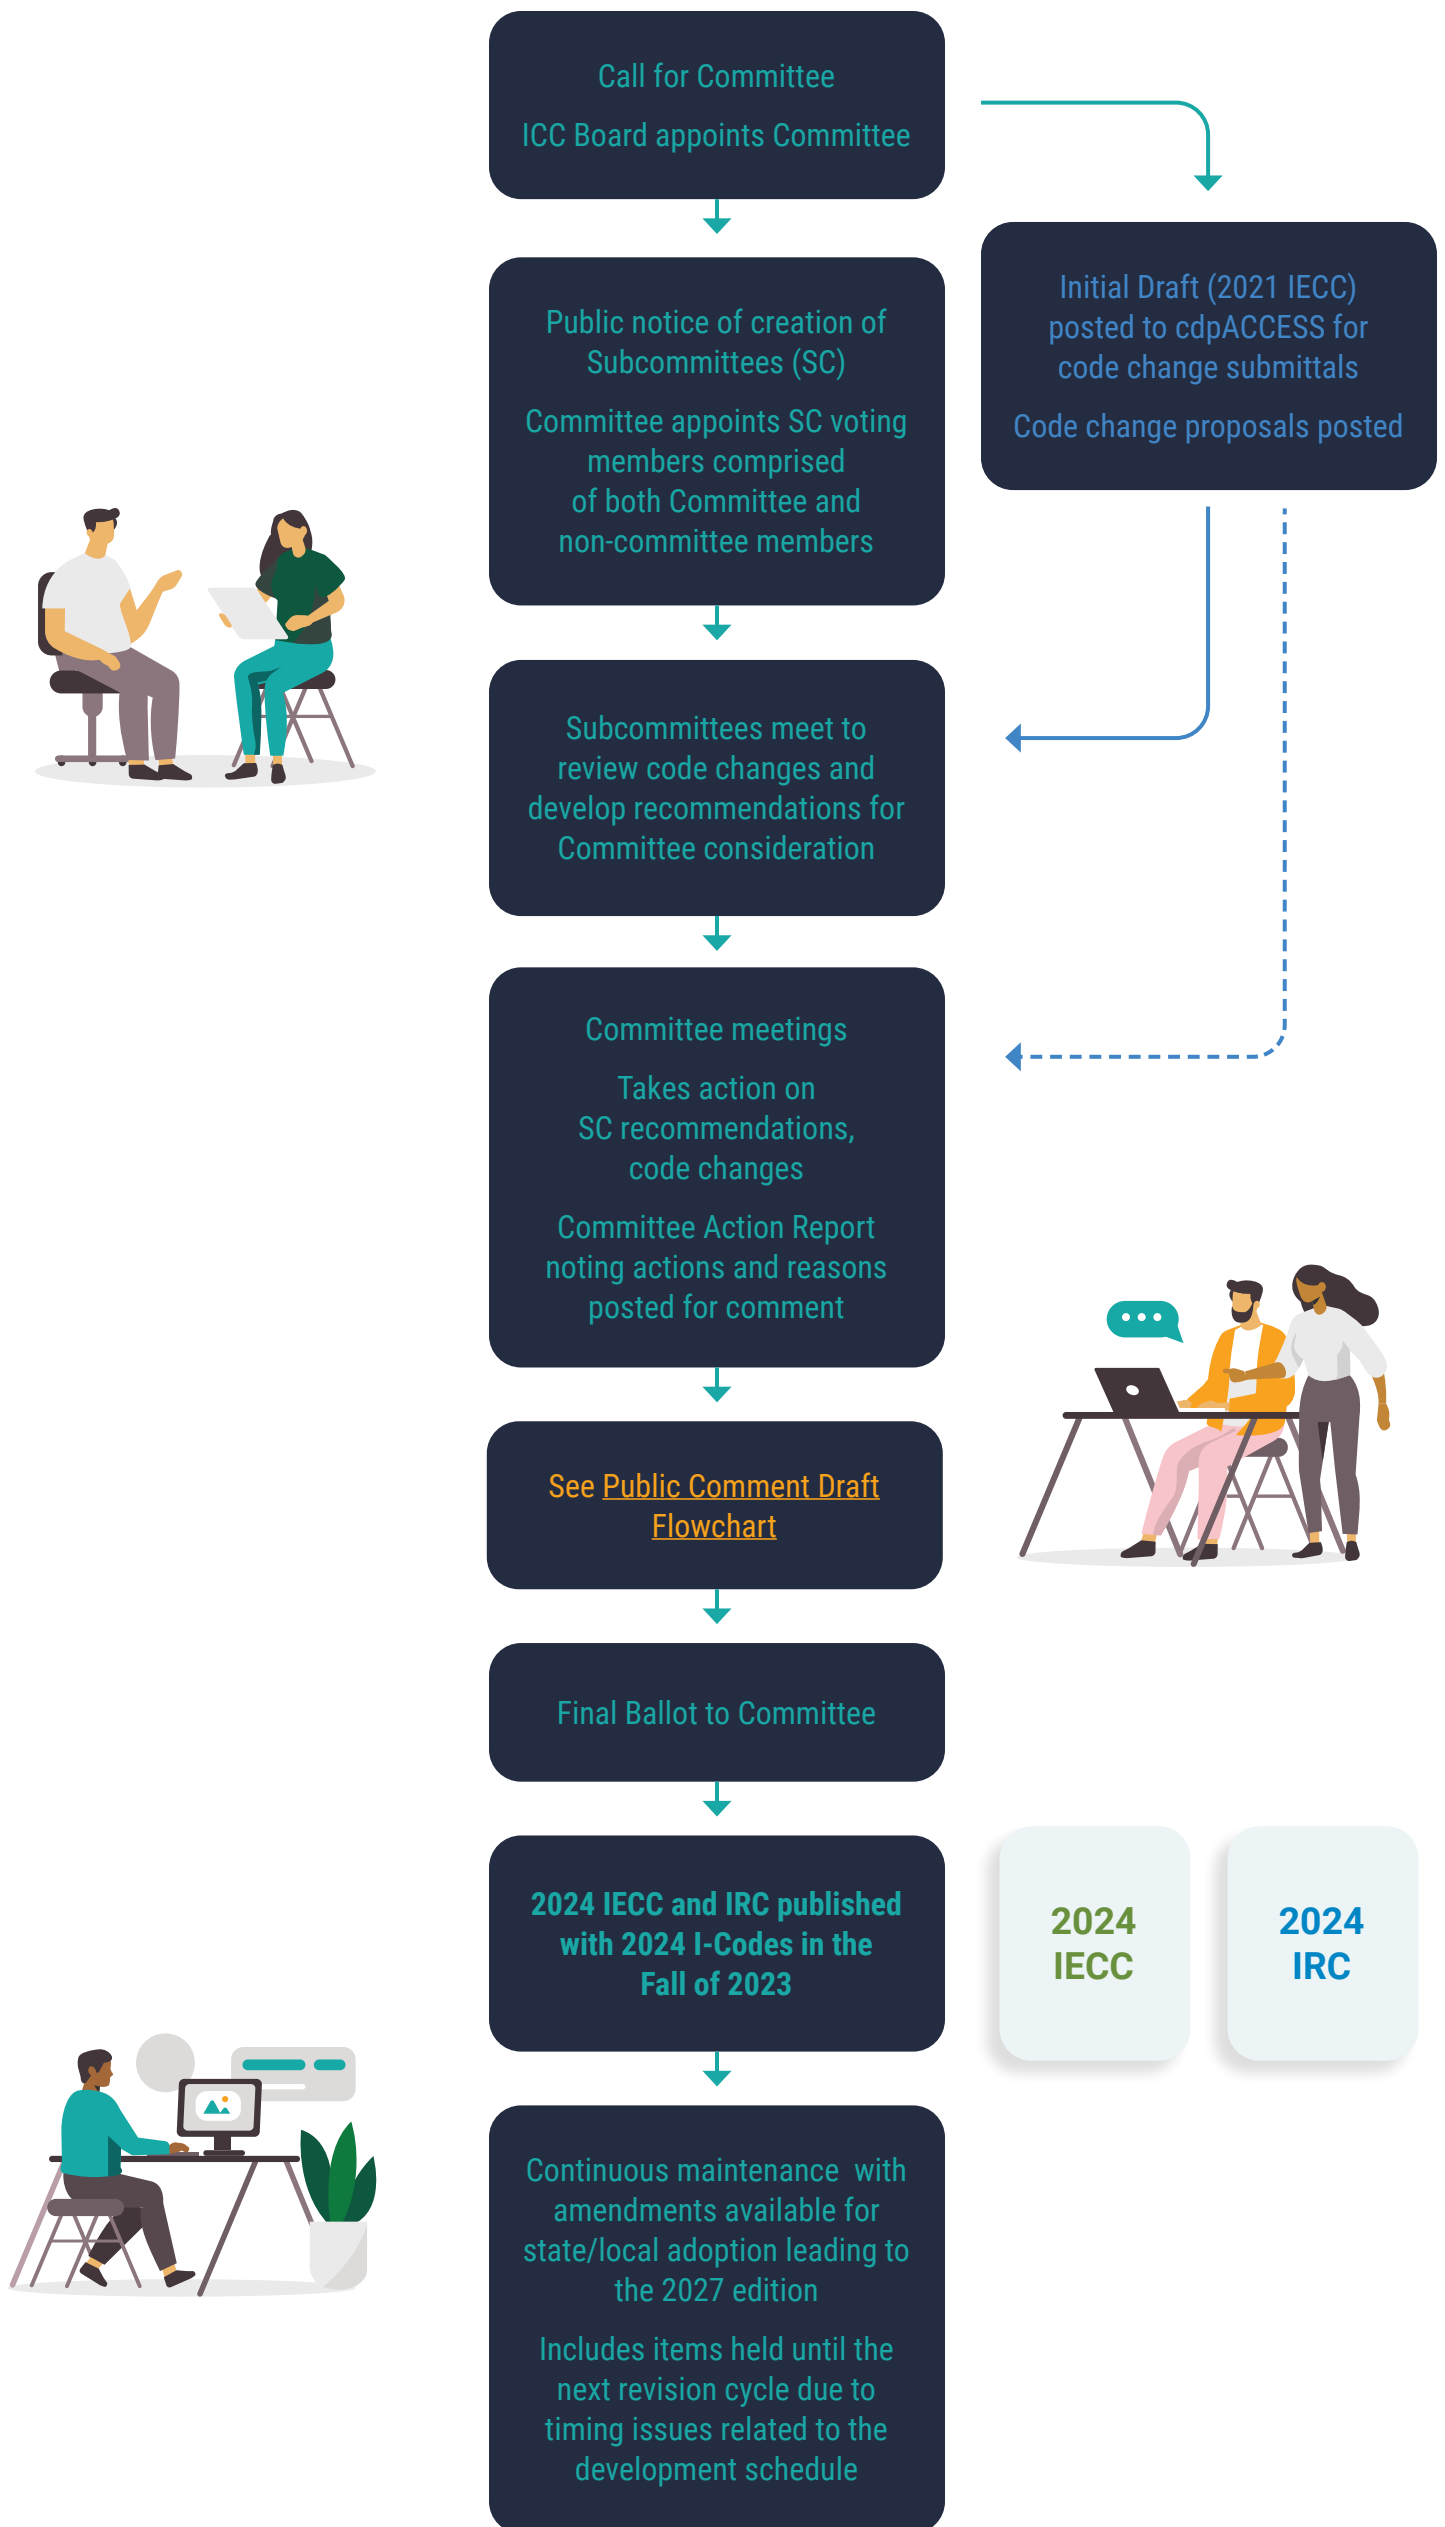 Call for Committee
ICC Board appoints Committee
Initial Draft (2021 IECC)
posted to cdpACCESS for
code change submittals
Code change proposals posted
Public notice of creation of
Subcommittees (SC)
Committee appoints SC voting
members comprised
of both Committee and
non-committee members
Subcommittees meet to
review code changes and
develop recommendations for
Committee consideration
Committee meetings
Takes action on
SC recommendations,
code changes
Committee Action Report
noting actions and reasons
posted for comment
See Public Comment Draft
Flowchart
Final Ballot to Committee
2024 IECC and IRC published
with 2024 I-Codes in the
Fall of 2023
2024
IECC
2024
IRC
Continuous maintenance with
amendments available for
state/local adoption leading to
the 2027 edition
Includes items held until the
next revision cycle due to
timing issues related to the
development schedule